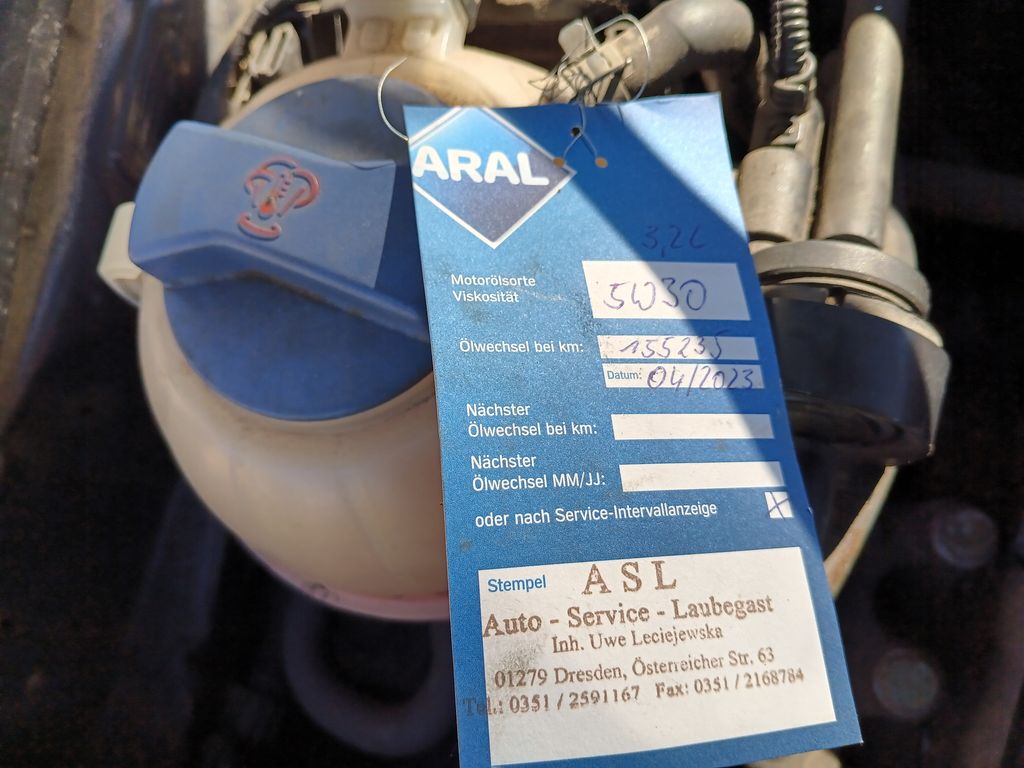 ARAL
3,2L
Motorölsorte
Viskosität
5W30
Ölwechsel bei km: 155235
Datum: 04/2023
Nächster
Ölwechsel bei km:
Nächster
Ölwechsel MM/JJ:
oder nach Service-Intervallanzeige X
Stempel ASL
Auto - Service - Laubegast
Inh. Uwe Leciejewska
01279 Dresden, Österreicher Str. 63
Tel.: 0351 / 2591167 Fax: 0351 / 2168784